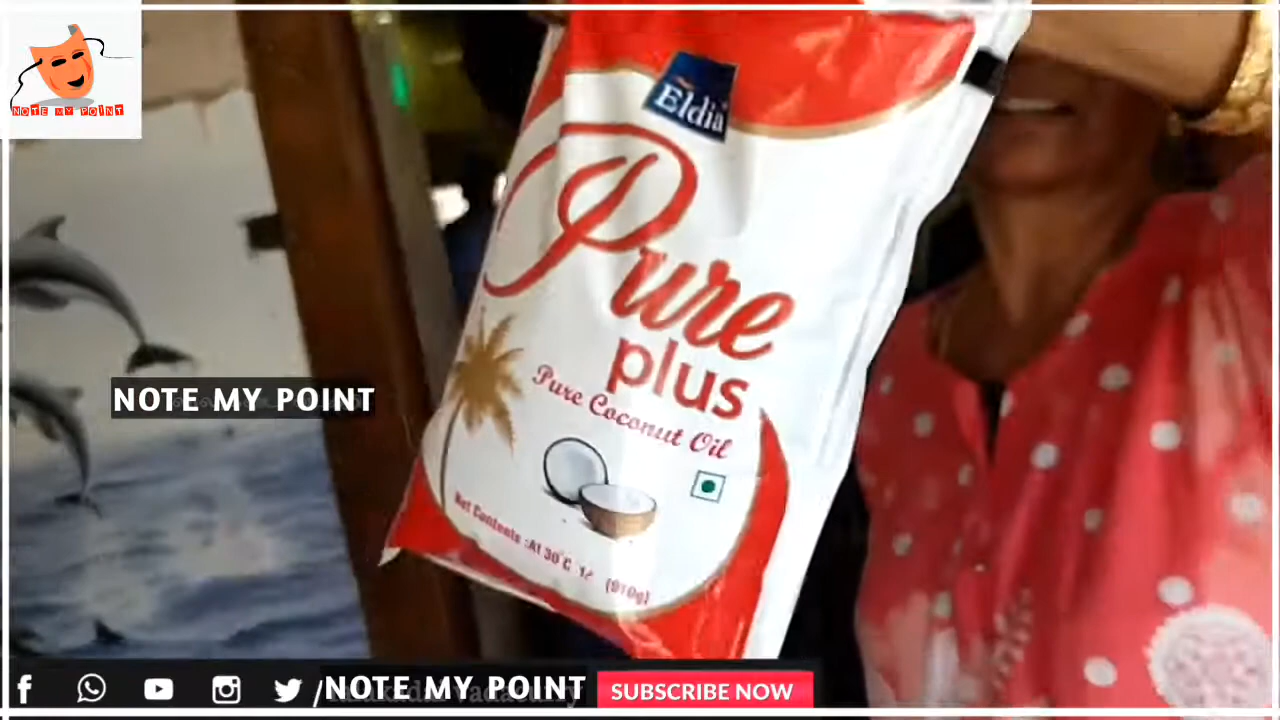 NOTE MY POINT
Eldia
Pure
plus
Pure Coconut Oil
Net Contents :At 30°C 1ℓ (910g)
NOTE MY POINT
/NOTE MY POINT
SUBSCRIBE NOW